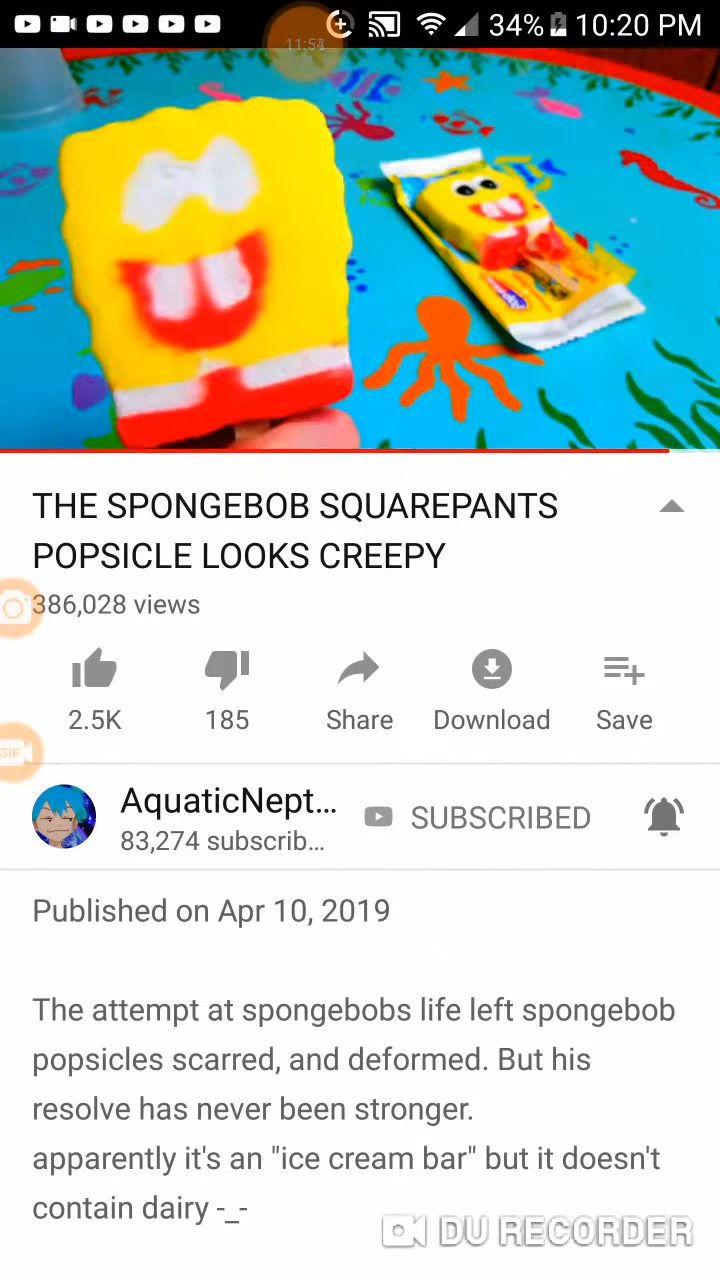 34% 10:20 PM
11:54
THE SPONGEBOB SQUAREPANTS
POPSICLE LOOKS CREEPY
386,028 views
2.5K 185 Share Download Save
AquaticNept...
SUBSCRIBED
83,274 subscrib...
Published on Apr 10, 2019
The attempt at spongebobs life left spongebob
popsicles scarred, and deformed. But his
resolve has never been stronger.
apparently it's an "ice cream bar" but it doesn't
contain dairy -_-
GIF
DU RECORDER